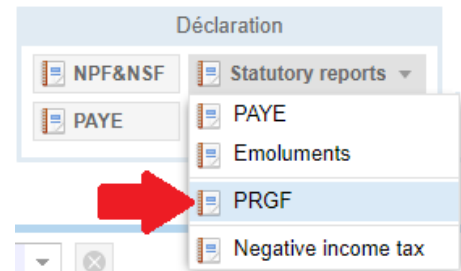 Déclaration
NPF&NSF Statutory reports
PAYE PAYE
Emoluments
PRGF
Negative income tax